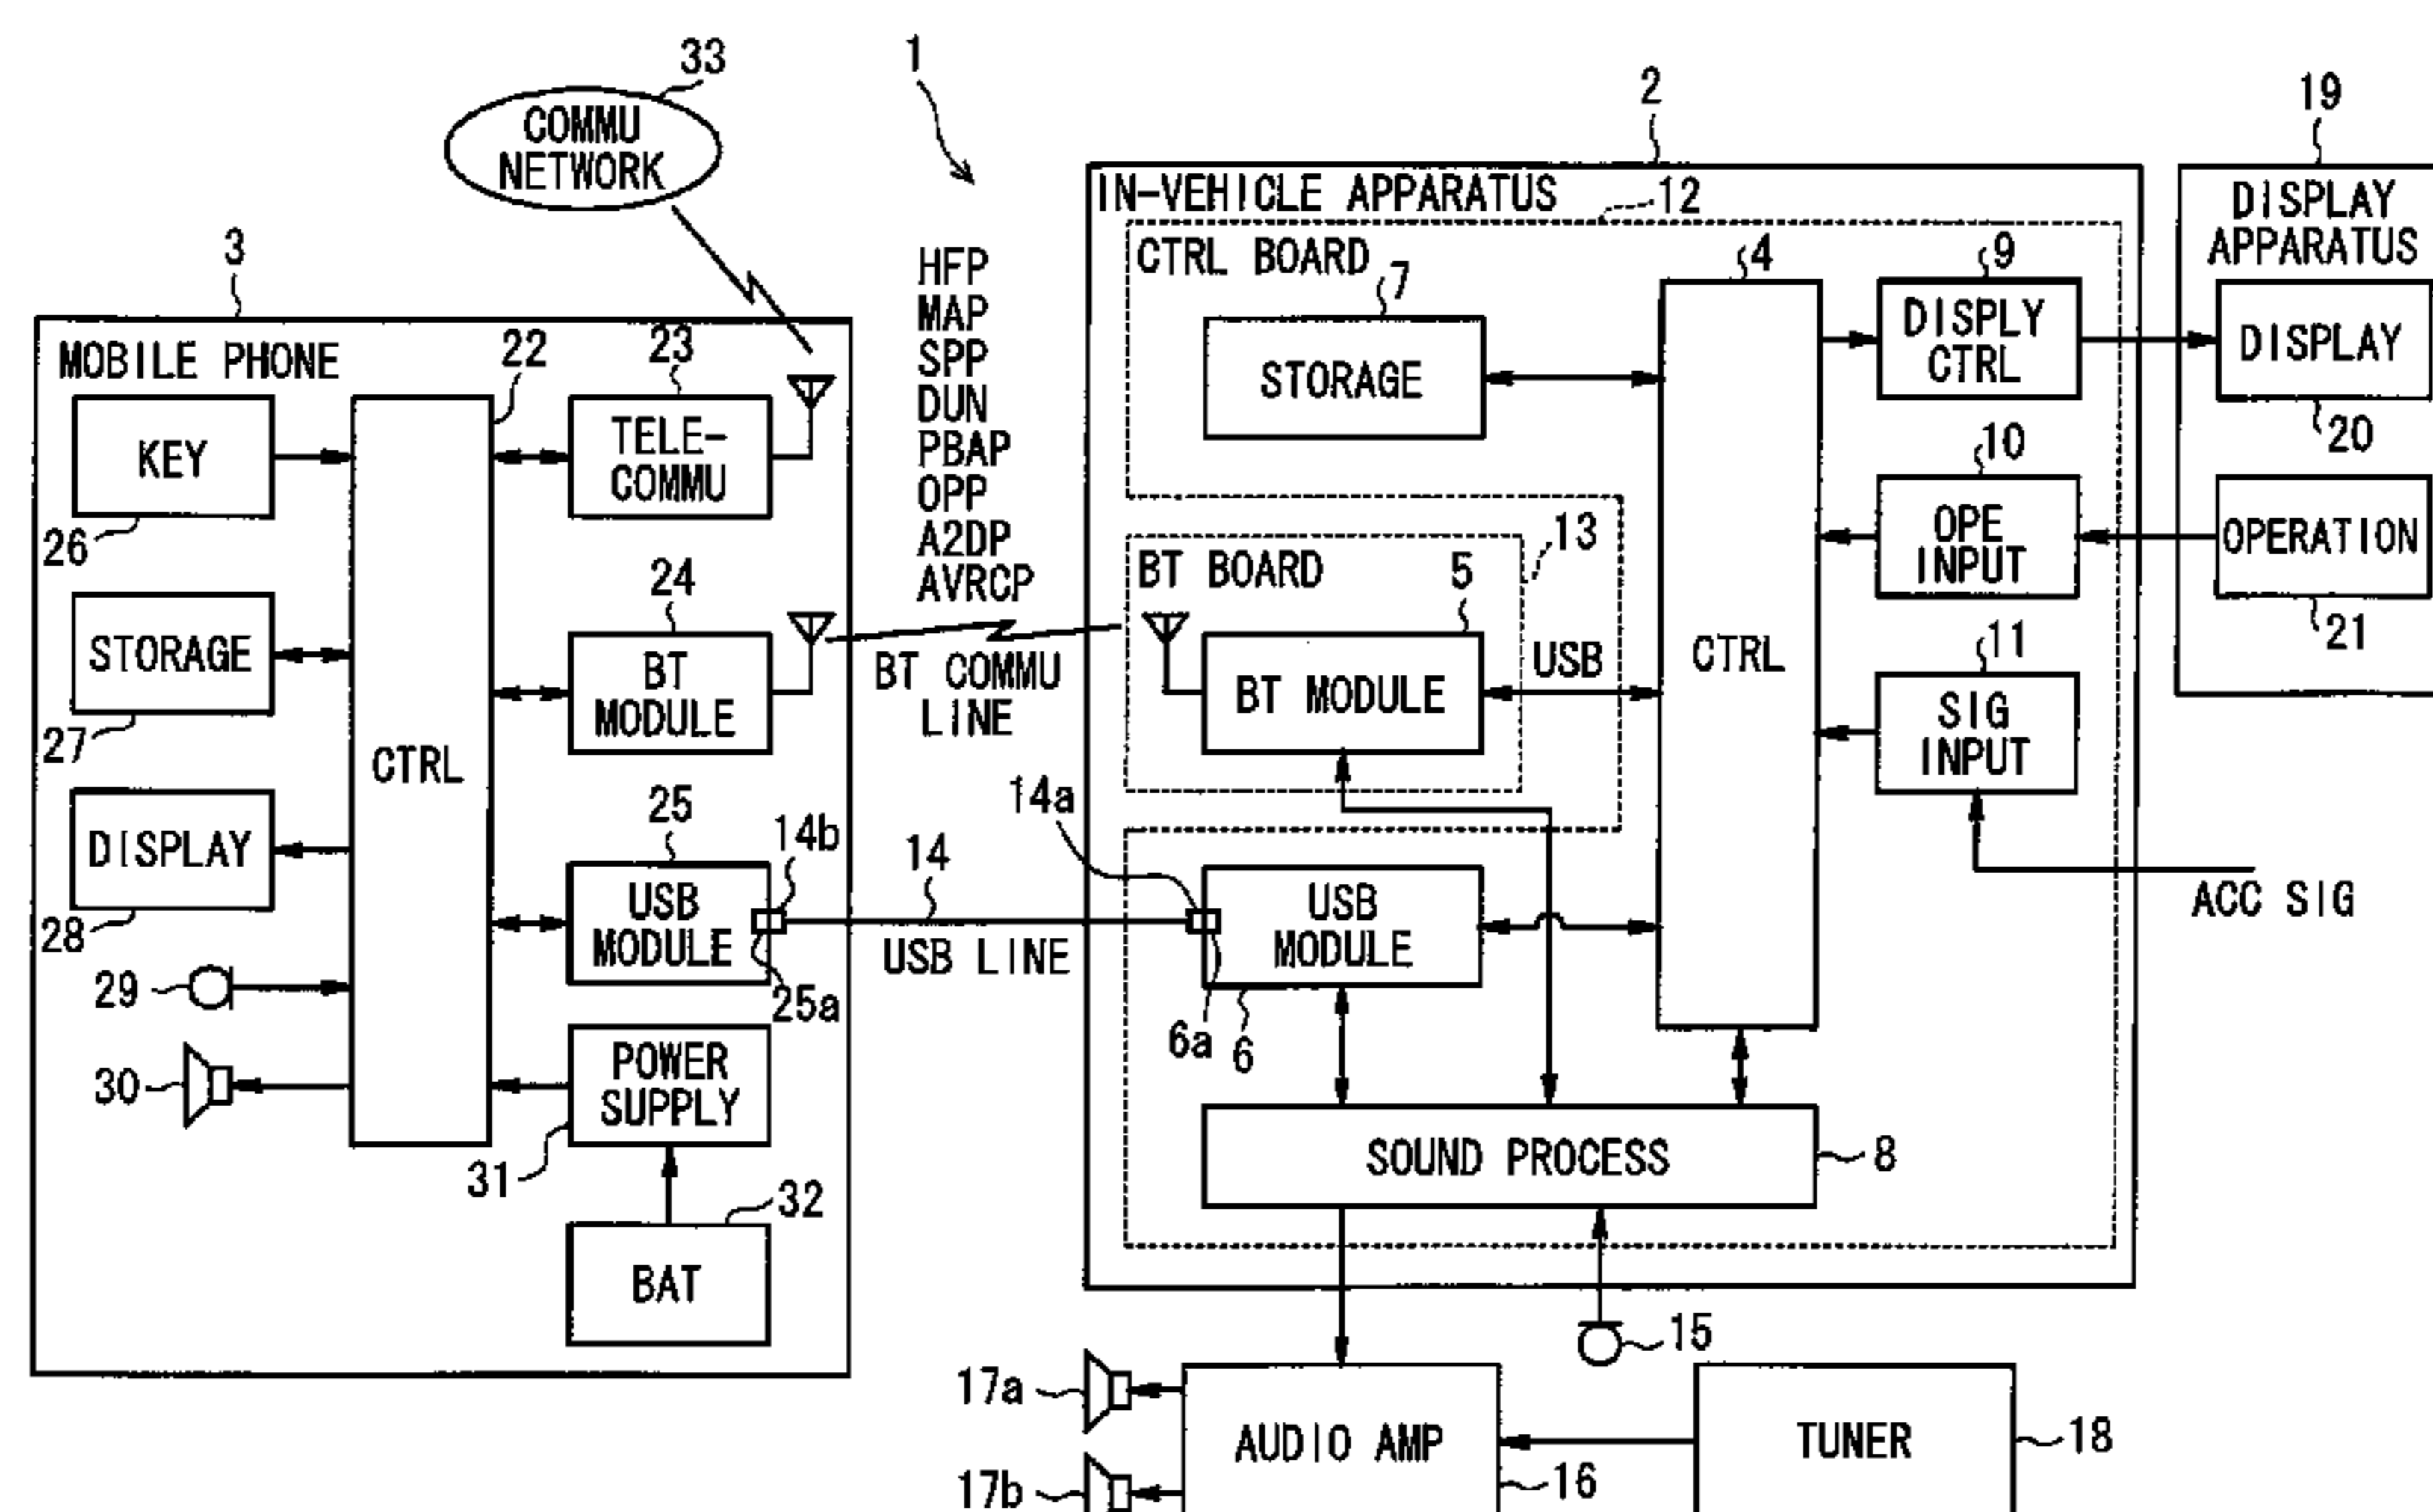 33
COMMU
NETWORK
1
2
19
IN-VEHICLE APPARATUS
12
DISPLAY
APPARATUS
3
MOBILE PHONE
22
23
KEY
26
CTRL
TELE-
COMMU
STORAGE
27
24
BT
MODULE
DISPLAY
28
25
USB
MODULE
14b
25a
29
30
POWER
SUPPLY
31
32
BAT
HFP
MAP
SPP
DUN
PBAP
OPP
A2DP
AVRCP
BT COMMU
LINE
14
USB LINE
CTRL BOARD
7
STORAGE
4
CTRL
9
DISPLY
CTRL
DISPLAY
20
10
OPE
INPUT
OPERATION
21
BT BOARD
13
5
BT MODULE
USB
11
SIG
INPUT
ACC SIG
14a
USB
MODULE
6a
6
SOUND PROCESS
8
15
17a
17b
AUDIO AMP
16
TUNER
18